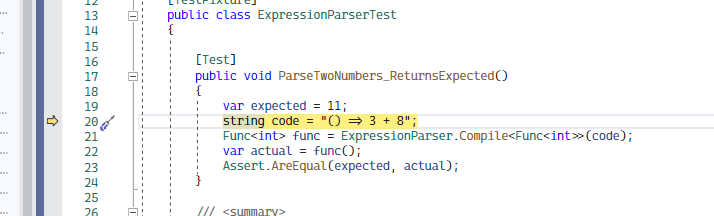 12 [TestFixture]
13 public class ExpressionParserTest
14 {
15
16 [Test]
17 public void ParseTwoNumbers_ReturnsExpected()
18 {
19 var expected = 11;
20 string code = "() => 3 + 8";
21 Func<int> func = ExpressionParser.Compile<Func<int>>(code);
22 var actual = func();
23 Assert.AreEqual(expected, actual);
24 }
25
26 /// <summary>